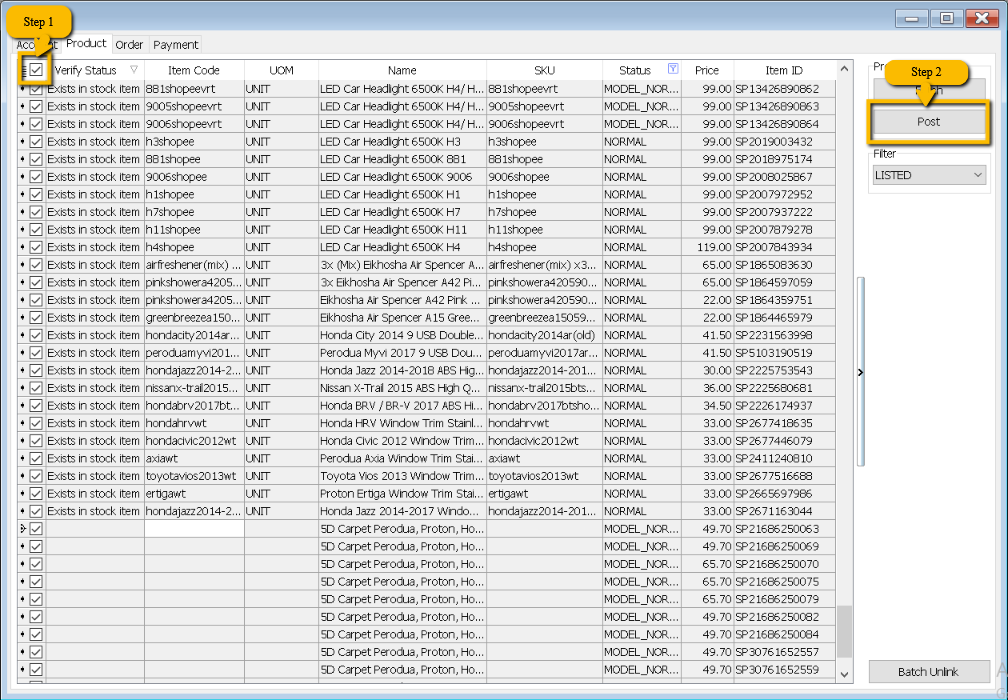 Step 1
Product Order Payment
Verify Status Item Code UOM Name SKU Status Price Item ID
Exists in stock item 881shopeevrt UNIT LED Car Headlight 6500K H4/ H... 881shopeevrt MODEL_NOR... 99.00 SP13426890862
Exists in stock item 9005shopeevrt UNIT LED Car Headlight 6500K H4/ H... 9005shopeevrt MODEL_NOR... 99.00 SP13426890863
Exists in stock item 9006shopeevrt UNIT LED Car Headlight 6500K H4/ H... 9006shopeevrt MODEL_NOR... 99.00 SP13426890864
Exists in stock item h3shopee UNIT LED Car Headlight 6500K H3 h3shopee NORMAL 99.00 SP2019003432
Exists in stock item 881shopee UNIT LED Car Headlight 6500K 881 881shopee NORMAL 99.00 SP2018975174
Exists in stock item 9006shopee UNIT LED Car Headlight 6500K 9006 9006shopee NORMAL 99.00 SP2008025867
Exists in stock item h1shopee UNIT LED Car Headlight 6500K H1 h1shopee NORMAL 99.00 SP2007972952
Exists in stock item h7shopee UNIT LED Car Headlight 6500K H7 h7shopee NORMAL 99.00 SP2007937222
Exists in stock item h11shopee UNIT LED Car Headlight 6500K H11 h11shopee NORMAL 99.00 SP2007879278
Exists in stock item h4shopee UNIT LED Car Headlight 6500K H4 h4shopee NORMAL 119.00 SP2007843934
Exists in stock item airfreshener(mix) ... UNIT 3x (Mix) Eikhosha Air Spencer A... airfreshener(mix) x3... NORMAL 65.00 SP1865083630
Exists in stock item pinkshowera4205... UNIT 3x Eikhosha Air Spencer A42 Pi... pinkshowera420590... NORMAL 65.00 SP1864597059
Exists in stock item pinkshowera4205... UNIT Eikhosha Air Spencer A42 Pink ... pinkshowera420590... NORMAL 22.00 SP1864359751
Exists in stock item greenbreezea150... UNIT Eikhosha Air Spencer A15 Gree... greenbreezea15059... NORMAL 22.00 SP1864465979
Exists in stock item hondacity2014ar... UNIT Honda City 2014 9 USB Double... hondacity2014ar(old) NORMAL 41.50 SP2231563998
Exists in stock item peroduamyvi201... UNIT Perodua Myvi 2017 9 USB Dou... peroduamyvi2017ar... NORMAL 41.50 SP5103190519
Exists in stock item hondajazz2014-2... UNIT Honda Jazz 2014-2018 ABS Hig... hondajazz2014-201... NORMAL 30.00 SP2225753543
Exists in stock item nissanx-trail2015... UNIT Nissan X-Trail 2015 ABS High Q... nissanx-trail2015bts... NORMAL 36.00 SP2225680681
Exists in stock item hondabrv2017bt... UNIT Honda BRV / BR-V 2017 ABS Hi... hondabrv2017btsho... NORMAL 34.50 SP2226174937
Exists in stock item hondahrvwt UNIT Honda HRV Window Trim Stainl... hondahrvwt NORMAL 33.00 SP2677418635
Exists in stock item hondacivic2012wt UNIT Honda Civic 2012 Window Trim... hondacivic2012wt NORMAL 33.00 SP2677446079
Exists in stock item axiawt UNIT Perodua Axia Window Trim Stai... axiawt NORMAL 33.00 SP2411240810
Exists in stock item toyotavios2013wt UNIT Toyota Vios 2013 Window Trim... toyotavios2013wt NORMAL 33.00 SP2677516688
Exists in stock item ertigawt UNIT Proton Ertiga Window Trim Stai... ertigawt NORMAL 33.00 SP2665697986
Exists in stock item hondajazz2014-2... UNIT Honda Jazz 2014-2017 Windo... hondajazz2014-201... NORMAL 33.00 SP2671163044
5D Carpet Perodua, Proton, Ho... MODEL_NOR... 49.70 SP21686250063
5D Carpet Perodua, Proton, Ho... MODEL_NOR... 49.70 SP21686250069
5D Carpet Perodua, Proton, Ho... MODEL_NOR... 65.70 SP21686250070
5D Carpet Perodua, Proton, Ho... MODEL_NOR... 65.70 SP21686250075
5D Carpet Perodua, Proton, Ho... MODEL_NOR... 65.70 SP21686250079
5D Carpet Perodua, Proton, Ho... MODEL_NOR... 49.70 SP21686250082
5D Carpet Perodua, Proton, Ho... MODEL_NOR... 49.70 SP21686250084
5D Carpet Perodua, Proton, Ho... MODEL_NOR... 49.70 SP30761652557
5D Carpet Perodua, Proton, Ho... MODEL_NOR... 49.70 SP30761652559
Step 2
Post
Filter
LISTED
Batch Unlink